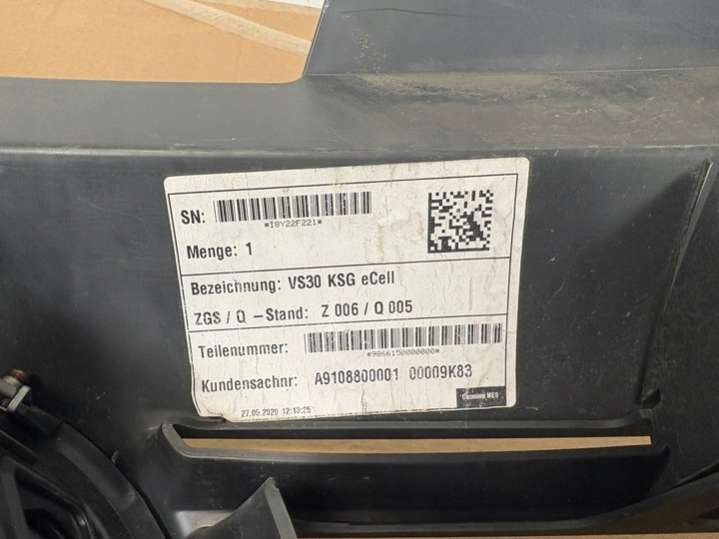 SN:
*I8Y22F221*
Menge: 1
Bezeichnung: VS30 KSG eCell
ZGS / Q -Stand: Z 006 / Q 005
Teilenummer:
*9866150000000*
Kundensachnr: A9108800001 00009K83
27.05.2020 12:13:25